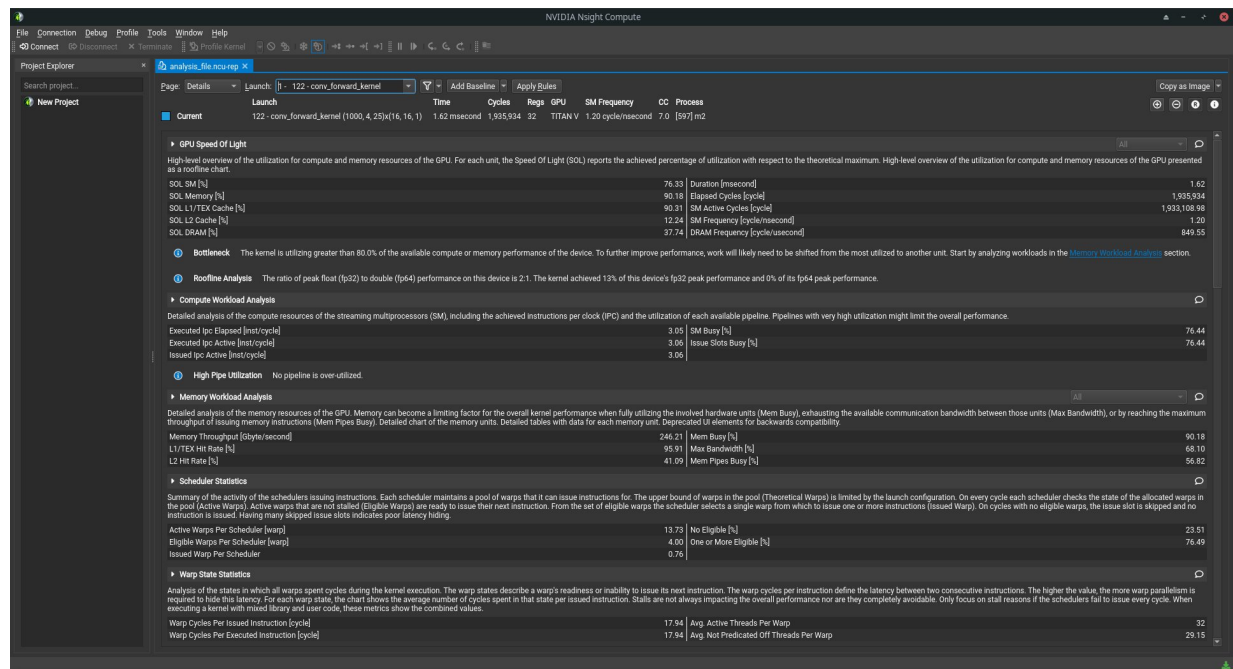 NVIDIA Nsight Compute
File Connection Debug Profile Tools Window Help
Connect Disconnect Terminate Profile Kernel
Project Explorer
analysis_file.ncu-rep
Search project...
New Project
Page: Details Launch: 1 - 122 - conv_forward_kernel Add Baseline Apply Rules Copy as Image
Launch Time Cycles Regs GPU SM Frequency CC Process
Current 122 - conv_forward_kernel (1000, 4, 25)x(16, 16, 1) 1.62 msecond 1,935,934 32 TITAN V 1.20 cycle/nsecond 7.0 [597] m2
GPU Speed Of Light All
High-level overview of the utilization for compute and memory resources of the GPU. For each unit, the Speed Of Light (SOL) reports the achieved percentage of utilization with respect to the theoretical maximum. High-level overview of the utilization for compute and memory resources of the GPU presented
as a roofline chart.
SOL SM [%] 76.33 Duration [msecond] 1.62
SOL Memory [%] 90.18 Elapsed Cycles [cycle] 1,935,934
SOL L1/TEX Cache [%] 90.31 SM Active Cycles [cycle] 1,933,108.98
SOL L2 Cache [%] 12.24 SM Frequency [cycle/nsecond] 1.20
SOL DRAM [%] 37.74 DRAM Frequency [cycle/usecond] 849.55
Bottleneck The kernel is utilizing greater than 80.0% of the available compute or memory performance of the device. To further improve performance, work will likely need to be shifted from the most utilized to another unit. Start by analyzing workloads in the Memory Workload Analysis section.
Roofline Analysis The ratio of peak float (fp32) to double (fp64) performance on this device is 2:1. The kernel achieved 13% of this device's fp32 peak performance and 0% of its fp64 peak performance.
Compute Workload Analysis
Detailed analysis of the compute resources of the streaming multiprocessors (SM), including the achieved instructions per clock (IPC) and the utilization of each available pipeline. Pipelines with very high utilization might limit the overall performance.
Executed Ipc Elapsed [inst/cycle] 3.05 SM Busy [%] 76.44
Executed Ipc Active [inst/cycle] 3.06 Issue Slots Busy [%] 76.44
Issued Ipc Active [inst/cycle] 3.06
High Pipe Utilization No pipeline is over-utilized.
Memory Workload Analysis All
Detailed analysis of the memory resources of the GPU. Memory can become a limiting factor for the overall kernel performance when fully utilizing the involved hardware units (Mem Busy), exhausting the available communication bandwidth between those units (Max Bandwidth), or by reaching the maximum
throughput of issuing memory instructions (Mem Pipes Busy). Detailed chart of the memory units. Detailed tables with data for each memory unit. Deprecated UI elements for backwards compatibility.
Memory Throughput [Gbyte/second] 246.21 Mem Busy [%] 90.18
L1/TEX Hit Rate [%] 95.91 Max Bandwidth [%] 68.10
L2 Hit Rate [%] 41.09 Mem Pipes Busy [%] 56.82
Scheduler Statistics
Summary of the activity of the schedulers issuing instructions. Each scheduler maintains a pool of warps that it can issue instructions for. The upper bound of warps in the pool (Theoretical Warps) is limited by the launch configuration. On every cycle each scheduler checks the state of the allocated warps in
the pool (Active Warps). Active warps that are not stalled (Eligible Warps) are ready to issue their next instruction. From the set of eligible warps the scheduler selects a single warp from which to issue one or more instructions (Issued Warp). On cycles with no eligible warps, the issue slot is skipped and no
instruction is issued. Having many skipped issue slots indicates poor latency hiding.
Active Warps Per Scheduler [warp] 13.73 No Eligible [%] 23.51
Eligible Warps Per Scheduler [warp] 4.00 One or More Eligible [%] 76.49
Issued Warp Per Scheduler 0.76
Warp State Statistics
Analysis of the states in which all warps spent cycles during the kernel execution. The warp states describe a warp's readiness or inability to issue its next instruction. The warp cycles per instruction define the latency between two consecutive instructions. The higher the value, the more warp parallelism is
required to hide this latency. For each warp state, the chart shows the average number of cycles spent in that state per issued instruction. Stalls are not always impacting the overall performance nor are they completely avoidable. Only focus on stall reasons if the schedulers fail to issue every cycle. When
executing a kernel with mixed library and user code, these metrics show the combined values.
Warp Cycles Per Issued Instruction [cycle] 17.94 Avg. Active Threads Per Warp 32
Warp Cycles Per Executed Instruction [cycle] 17.94 Avg. Not Predicated Off Threads Per Warp 29.15